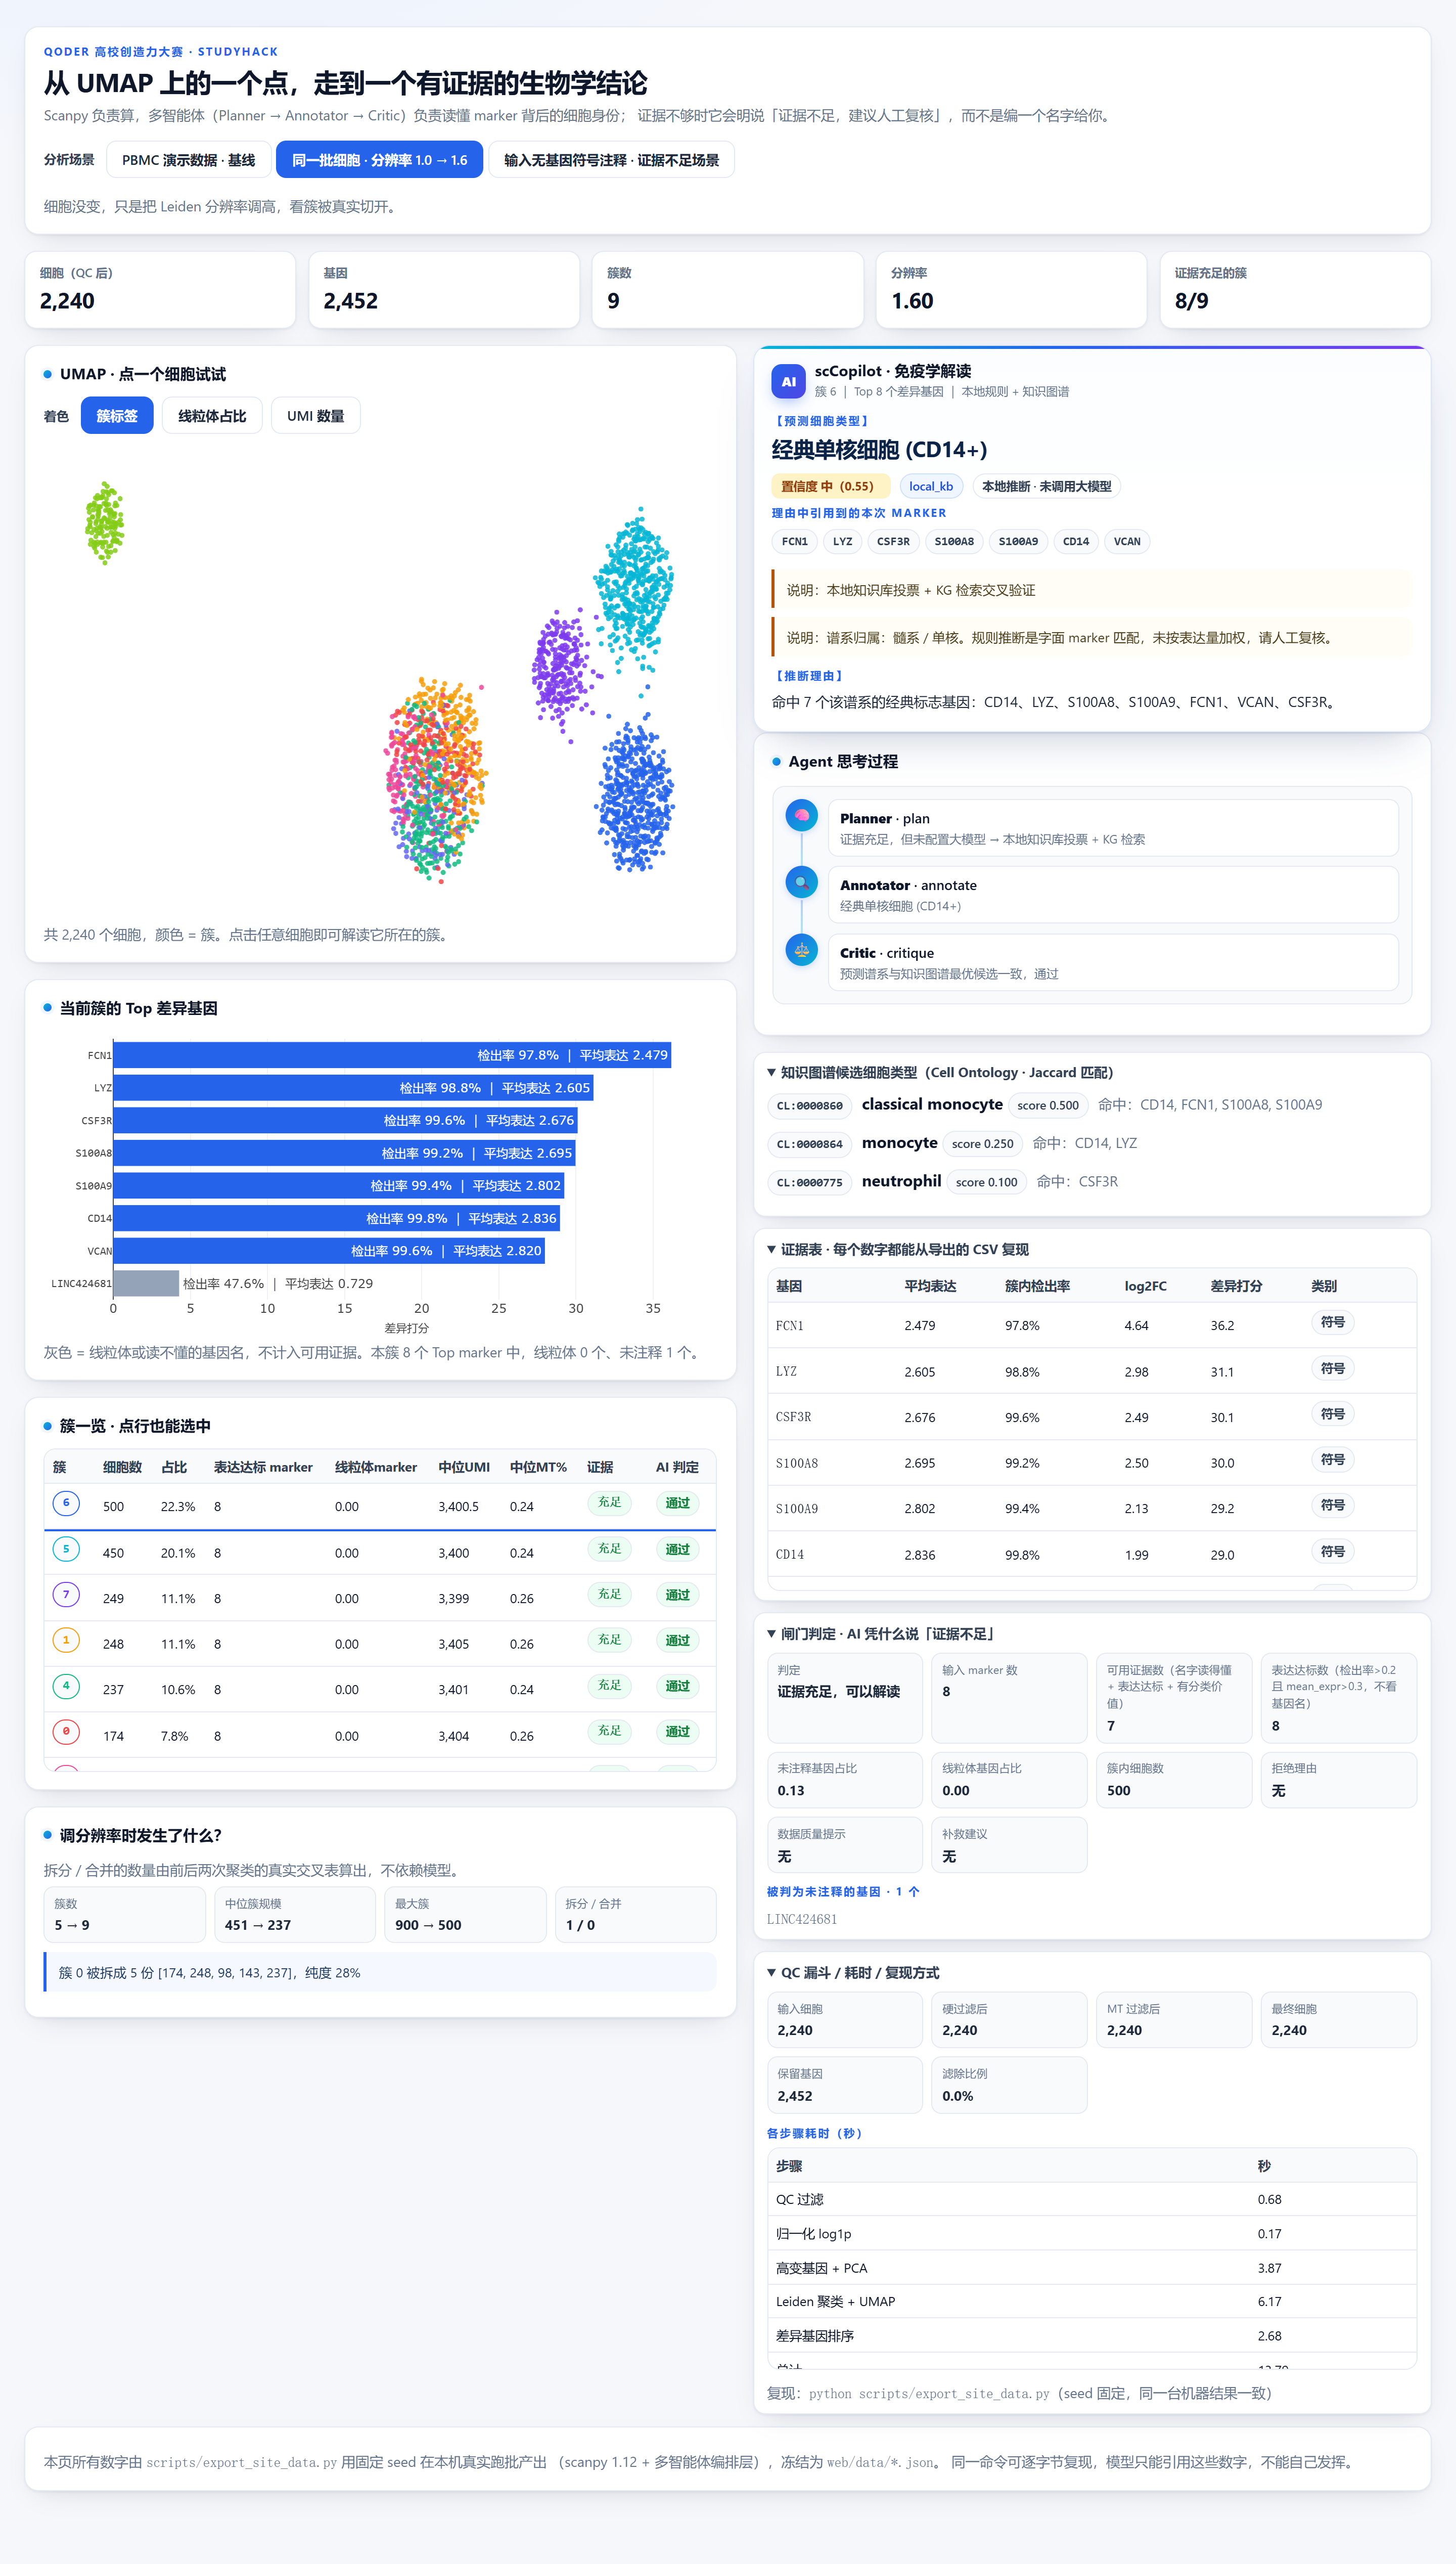 QODER 高校创造力大赛 · STUDYHACK
从 UMAP 上的一个点，走到一个有证据的生物学结论
Scanpy 负责算，多智能体（Planner → Annotator → Critic）负责读懂 marker 背后的细胞身份； 证据不够时它会明说「证据不足，建议人工复核」，而不是编一个名字给你。
分析场景 PBMC 演示数据 · 基线 同一批细胞 · 分辨率 1.0 → 1.6 输入无基因符号注释 · 证据不足场景
细胞没变，只是把 Leiden 分辨率调高，看簇被真实切开。
细胞（QC 后） 基因 簇数 分辨率 证据充足的簇
2,240 2,452 9 1.60 8/9
UMAP · 点一个细胞试试
着色 簇标签 线粒体占比 UMI 数量
共 2,240 个细胞，颜色 = 簇。点击任意细胞即可解读它所在的簇。
当前簇的 Top 差异基因
FCN1 检出率 97.8% ｜ 平均表达 2.479
LYZ 检出率 98.8% ｜ 平均表达 2.605
CSF3R 检出率 99.6% ｜ 平均表达 2.676
S100A8 检出率 99.2% ｜ 平均表达 2.695
S100A9 检出率 99.4% ｜ 平均表达 2.802
CD14 检出率 99.8% ｜ 平均表达 2.836
VCAN 检出率 99.6% ｜ 平均表达 2.820
LINC424681 检出率 47.6% ｜ 平均表达 0.729
0 5 10 15 20 25 30 35
差异打分
灰色 = 线粒体或读不懂的基因名，不计入可用证据。本簇 8 个 Top marker 中，线粒体 0 个、未注释 1 个。
簇一览 · 点行也能选中
簇 细胞数 占比 表达达标 marker 线粒体marker 中位UMI 中位MT% 证据 AI 判定
6 500 22.3% 8 0.00 3,400.5 0.24 充足 通过
5 450 20.1% 8 0.00 3,400 0.24 充足 通过
7 249 11.1% 8 0.00 3,399 0.26 充足 通过
1 248 11.1% 8 0.00 3,405 0.26 充足 通过
4 237 10.6% 8 0.00 3,401 0.24 充足 通过
0 174 7.8% 8 0.00 3,404 0.26 充足 通过
调分辨率时发生了什么？
拆分 / 合并的数量由前后两次聚类的真实交叉表算出，不依赖模型。
簇数 中位簇规模 最大簇 拆分 / 合并
5 → 9 451 → 237 900 → 500 1 / 0
簇 0 被拆成 5 份 [174, 248, 98, 143, 237]，纯度 28%
AI
scCopilot · 免疫学解读
簇 6 ｜ Top 8 个差异基因 ｜ 本地规则 + 知识图谱
【预测细胞类型】
经典单核细胞 (CD14+)
置信度 中（0.55） local_kb 本地推断 · 未调用大模型
理由中引用到的本次 MARKER
FCN1 LYZ CSF3R S100A8 S100A9 CD14 VCAN
说明：本地知识库投票 + KG 检索交叉验证
说明：谱系归属：髓系 / 单核。规则推断是字面 marker 匹配，未按表达量加权，请人工复核。
【推断理由】
命中 7 个该谱系的经典标志基因：CD14、LYZ、S100A8、S100A9、FCN1、VCAN、CSF3R。
Agent 思考过程
Planner · plan
证据充足，但未配置大模型 → 本地知识库投票 + KG 检索
Annotator · annotate
经典单核细胞 (CD14+)
Critic · critique
预测谱系与知识图谱最优候选一致，通过
▼ 知识图谱候选细胞类型（Cell Ontology · Jaccard 匹配）
CL:0000860 classical monocyte score 0.500 命中：CD14, FCN1, S100A8, S100A9
CL:0000864 monocyte score 0.250 命中：CD14, LYZ
CL:0000775 neutrophil score 0.100 命中：CSF3R
▼ 证据表 · 每个数字都能从导出的 CSV 复现
基因 平均表达 簇内检出率 log2FC 差异打分 类别
FCN1 2.479 97.8% 4.64 36.2 符号
LYZ 2.605 98.8% 2.98 31.1 符号
CSF3R 2.676 99.6% 2.49 30.1 符号
S100A8 2.695 99.2% 2.50 30.0 符号
S100A9 2.802 99.4% 2.13 29.2 符号
CD14 2.836 99.8% 1.99 29.0 符号
▼ 闸门判定 · AI 凭什么说「证据不足」
判定
证据充足，可以解读
输入 marker 数
8
可用证据数（名字读得懂
+ 表达达标 + 有分类价
值）
7
表达达标数（检出率>0.2
且 mean_expr>0.3，不看
基因名）
8
未注释基因占比 线粒体基因占比 簇内细胞数 拒绝理由
0.13 0.00 500 无
数据质量提示 补救建议
无 无
被判为未注释的基因 · 1 个
LINC424681
▼ QC 漏斗 / 耗时 / 复现方式
输入细胞 硬过滤后 MT 过滤后 最终细胞
2,240 2,240 2,240 2,240
保留基因 滤除比例
2,452 0.0%
各步骤耗时（秒）
步骤 秒
QC 过滤 0.68
归一化 log1p 0.17
高变基因 + PCA 3.87
Leiden 聚类 + UMAP 6.17
差异基因排序 2.68
复现：python scripts/export_site_data.py（seed 固定，同一台机器结果一致）
本页所有数字由 scripts/export_site_data.py 用固定 seed 在本机真实跑批产出 （scanpy 1.12 + 多智能体编排层），冻结为 web/data/*.json。 同一命令可逐字节复现，模型只能引用这些数字，不能自己发挥。